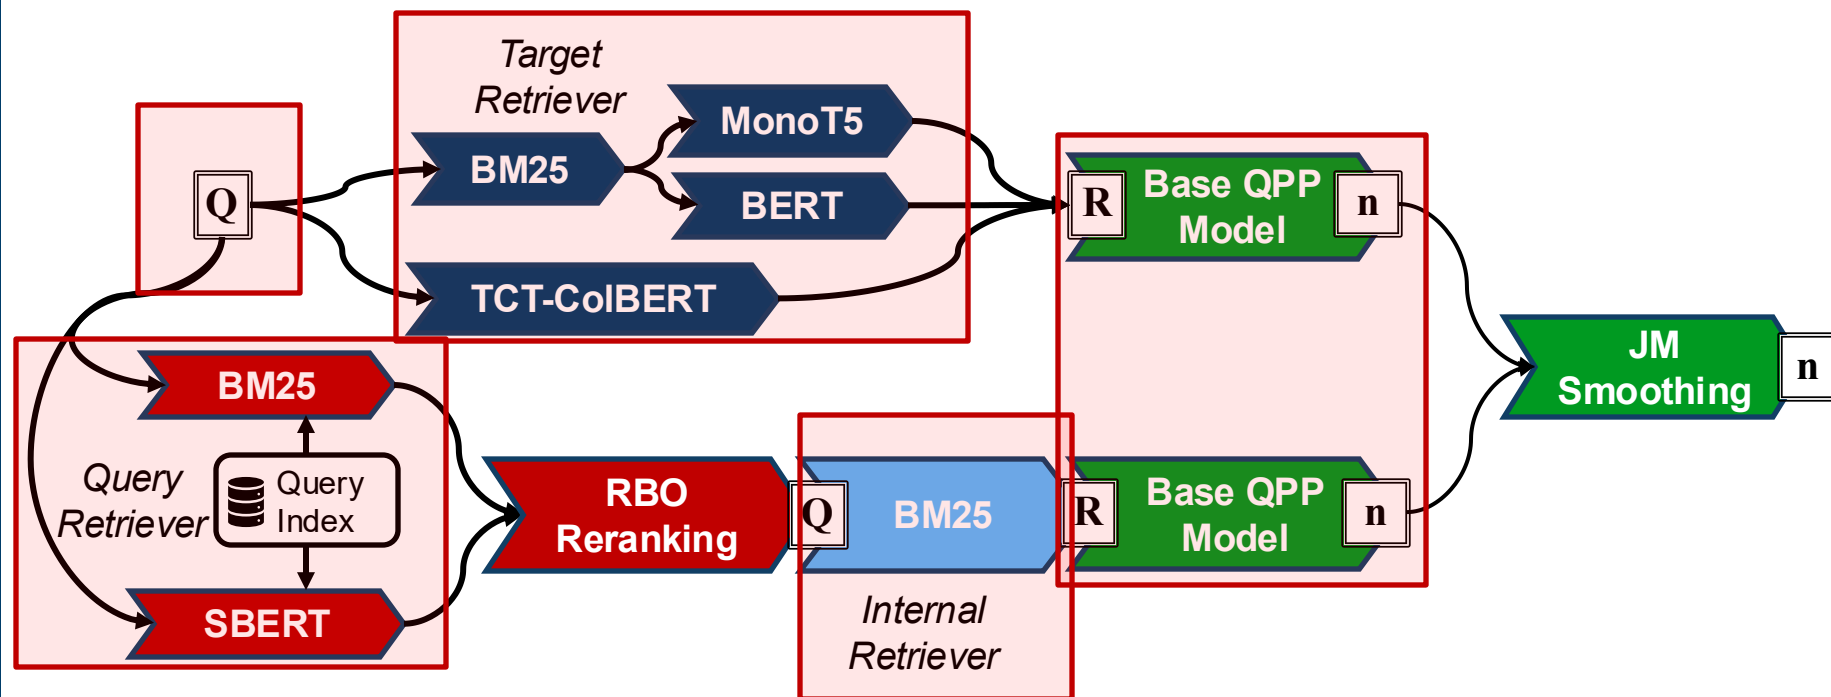 Target
Retriever
MonoT5
BM25
BERT
TCT-ColBERT
Q
R
Base QPP
Model
n
JM
Smoothing
n
BM25
Query
Retriever
Query
Index
SBERT
RBO
Reranking
Q
BM25
Internal
Retriever
R
Base QPP
Model
n